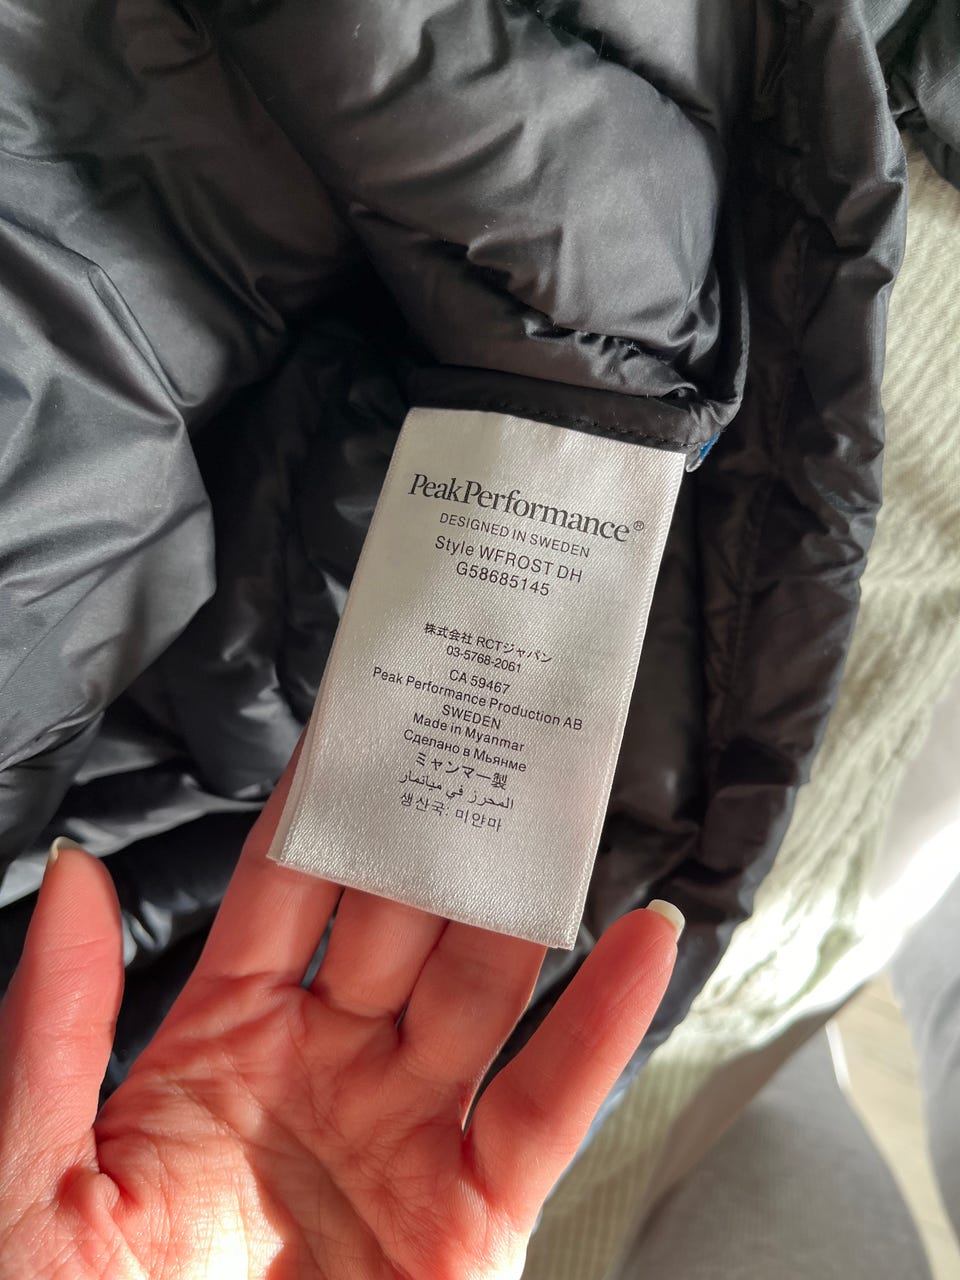 PeakPerformance®
DESIGNED IN SWEDEN
Style WFROST DH
G58685145
株式会社 RCTジャパン
03-5768-2061
CA 59467
Peak Performance Production AB
SWEDEN
Made in Myanmar
Сделано в Мьянме
ミャンマー製
المحرز في ميانمار
생산국: 미얀마